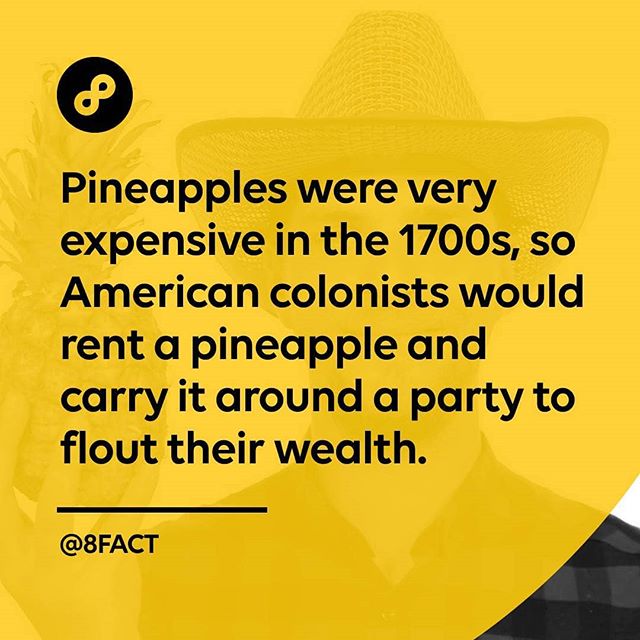 Pineapples were very
expensive in the 1700s, so
American colonists would
rent a pineapple and
carry it around a party to
flout their wealth.
@8FACT